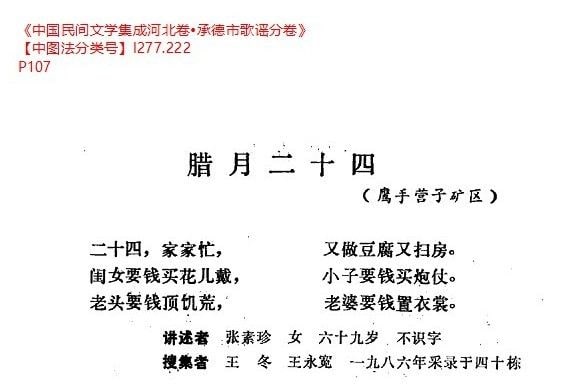 《中国民间文学集成河北卷•承德市歌谣分卷》
【中图法分类号】I277.222
P107
腊月二十四
（鹰手营子矿区）
二十四，家家忙， 又做豆腐又扫房。
闺女要钱买花儿戴， 小子要钱买炮仗。
老头要钱顶饥荒， 老婆要钱置衣裳。
讲述者 张素珍 女 六十九岁 不识字
搜集者 王冬 王永宽 一九八六年采录于四十栋